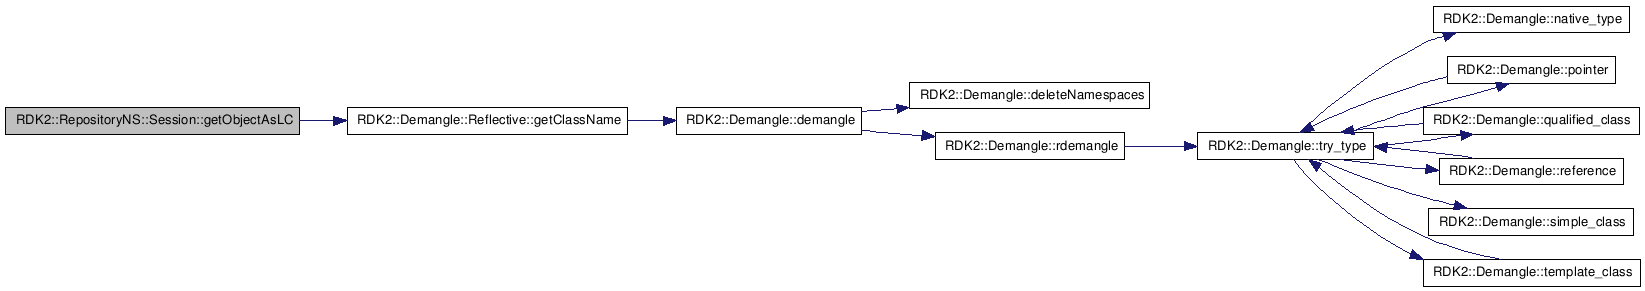 RDK2::RepositoryNS::Session::getObjectAsLC
RDK2::Demangle::Reflective::getClassName
RDK2::Demangle::demangle
RDK2::Demangle::deleteNamespaces
RDK2::Demangle::rdemangle
RDK2::Demangle::try_type
RDK2::Demangle::native_type
RDK2::Demangle::pointer
RDK2::Demangle::qualified_class
RDK2::Demangle::reference
RDK2::Demangle::simple_class
RDK2::Demangle::template_class